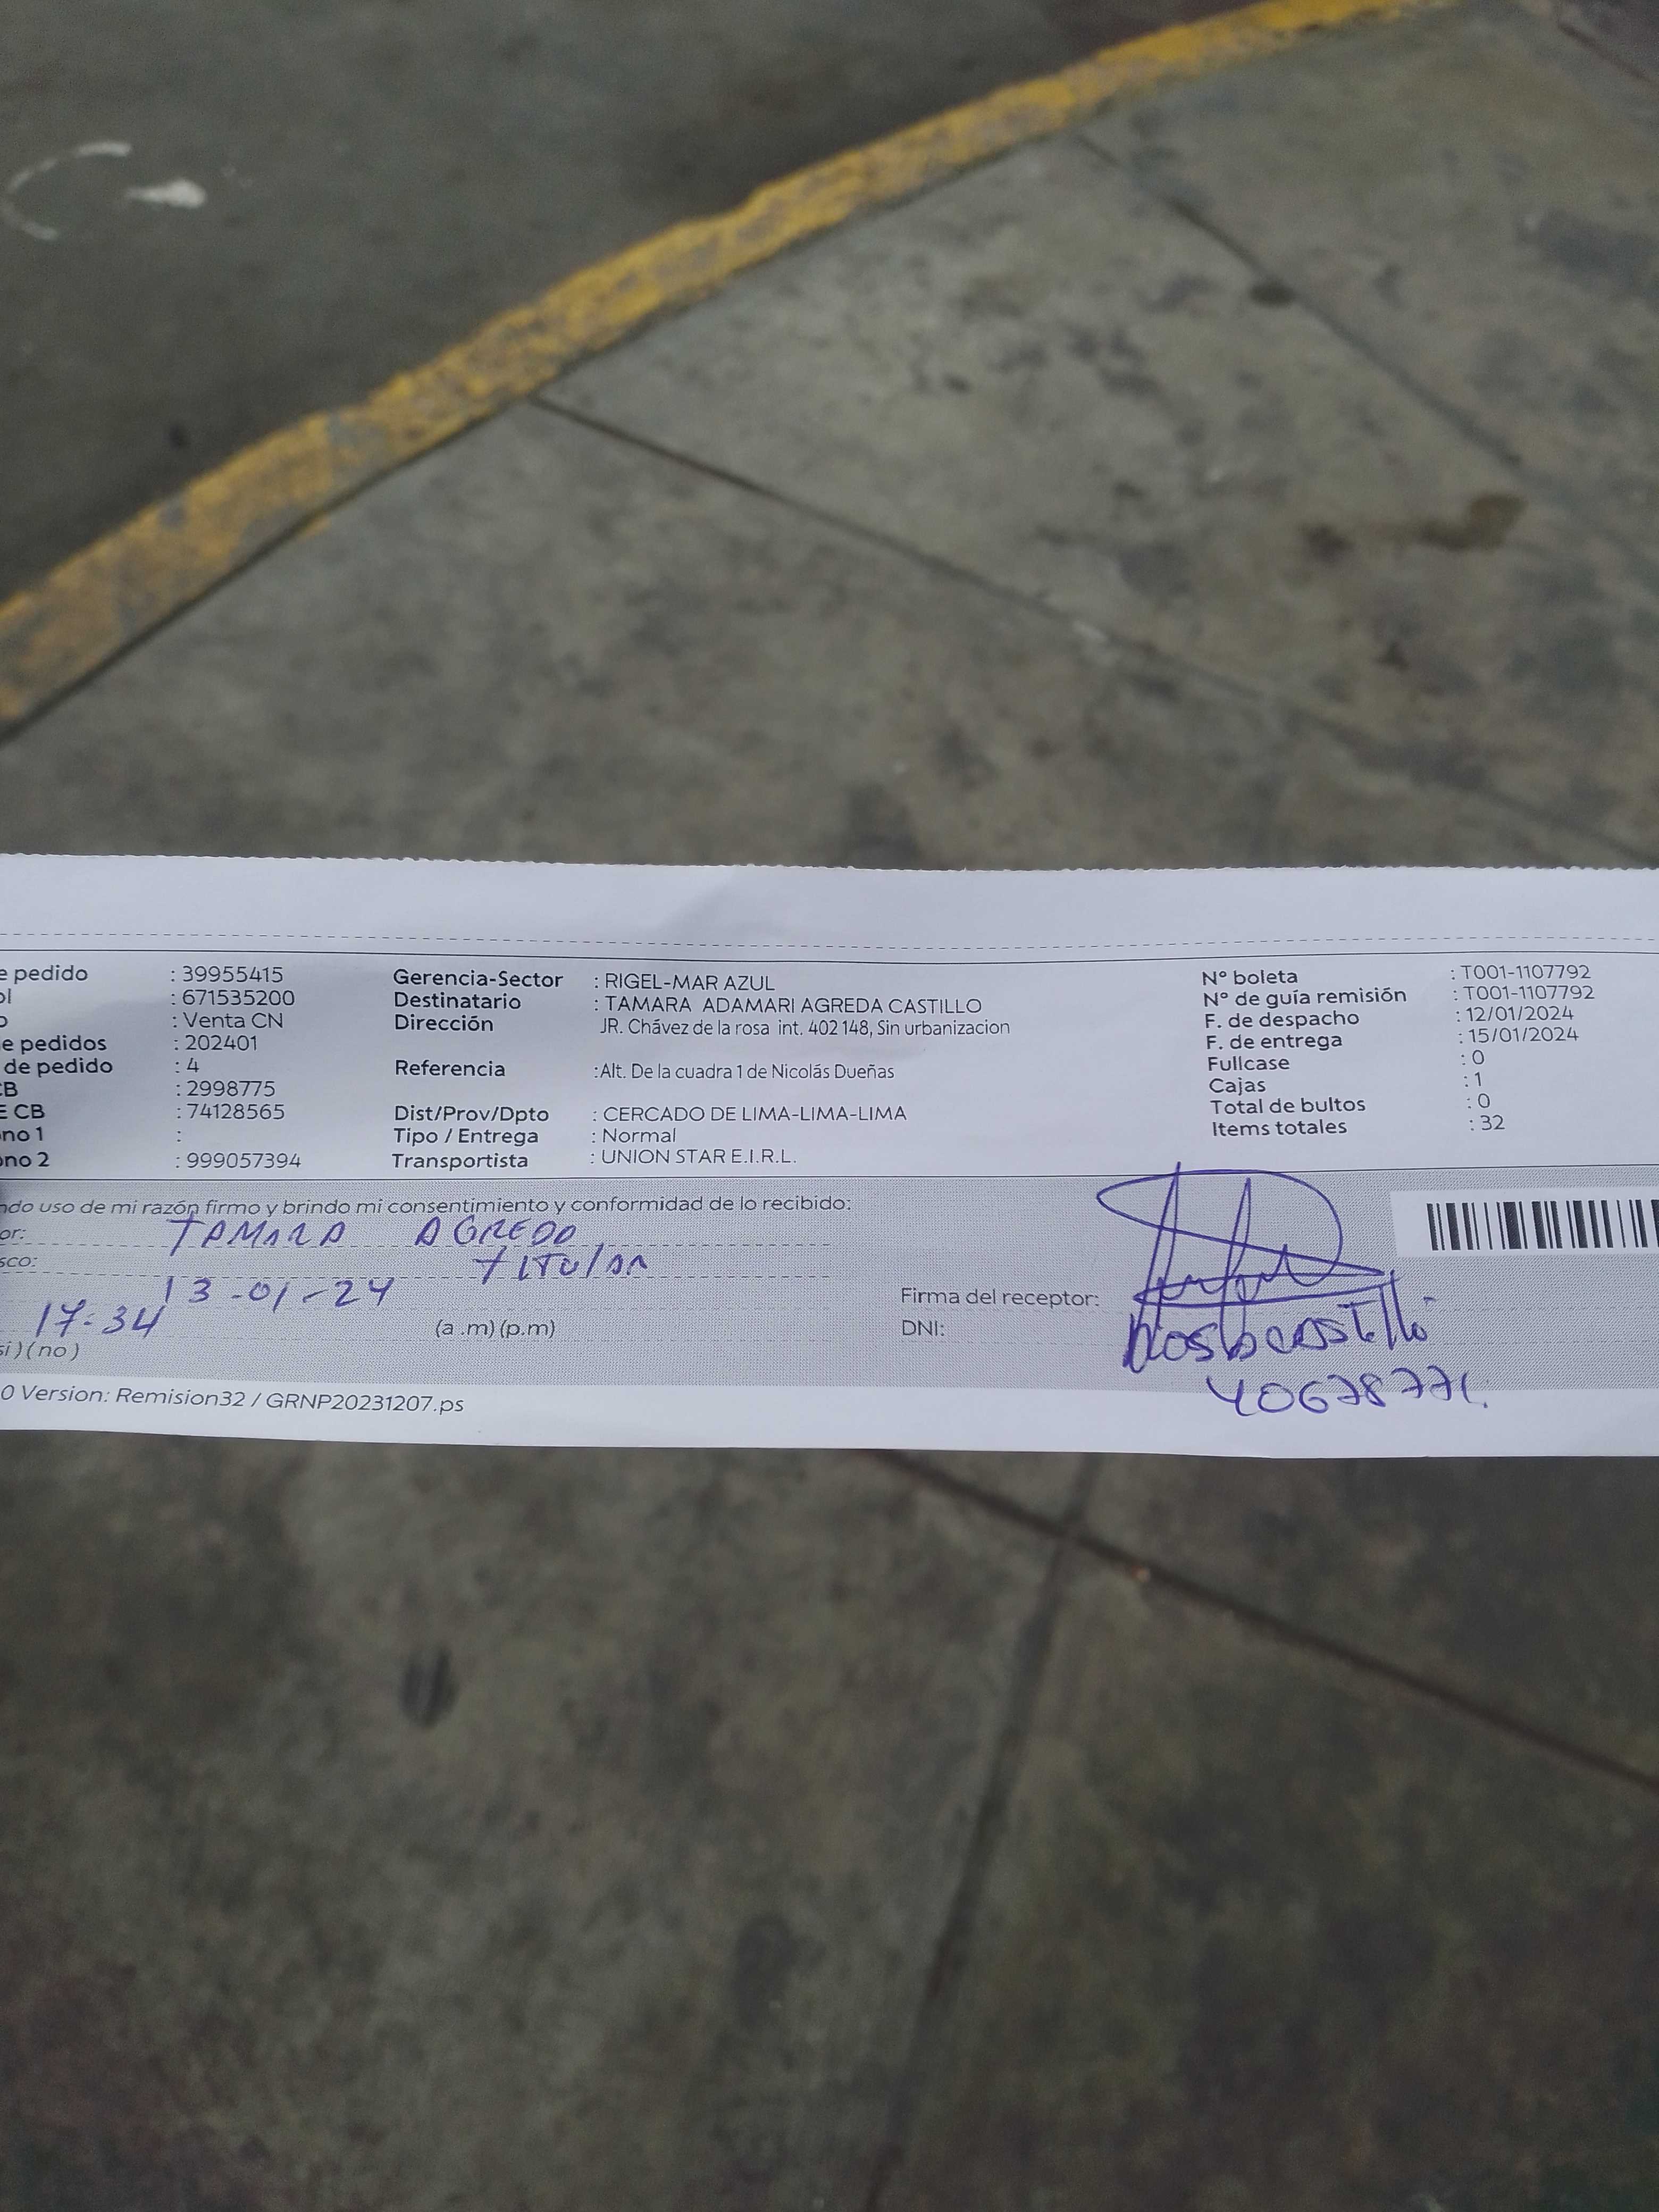 e pedido : 39955415 Gerencia-Sector : RIGEL-MAR AZUL Nº boleta : T001-1107792
ol : 671535200 Destinatario : TAMARA ADAMARI AGREDA CASTILLO Nº de guía remisión : T001-1107792
o : Venta CN Dirección JR. Chávez de la rosa int. 402 148, Sin urbanizacion F. de despacho : 12/01/2024
e pedidos : 202401 F. de entrega : 15/01/2024
de pedido : 4 Referencia :Alt. De la cuadra 1 de Nicolás Dueñas Fullcase : 0
CB : 2998775 Cajas : 1
E CB : 74128565 Dist/Prov/Dpto : CERCADO DE LIMA-LIMA-LIMA Total de bultos : 0
ono 1 : Tipo / Entrega : Normal Items totales : 32
ono 2 : 999057394 Transportista : UNION STAR E.I.R.L.
ndo uso de mi razón firmo y brindo mi consentimiento y conformidad de lo recibido:
or: TAMARA AGREDA
sco: TITULAR
13-01-24
17:34 (a .m) (p.m)
Firma del receptor:
DNI:
si ) ( no )
40678771
0 Version: Remision32 / GRNP20231207.ps